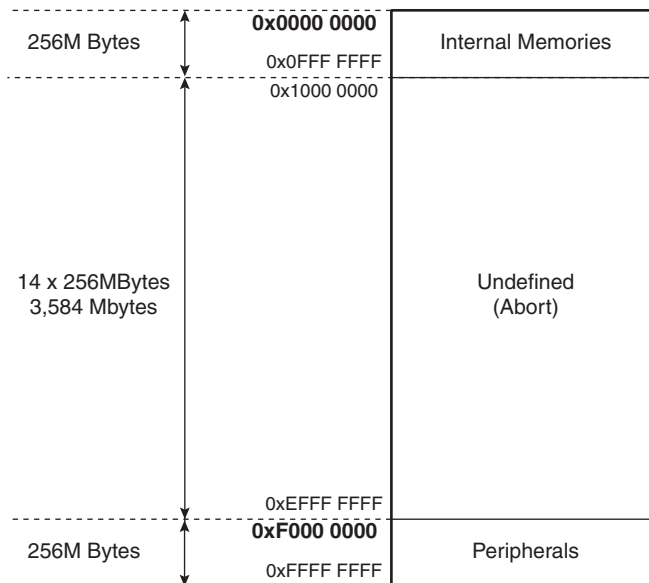 0x0000 0000
256M Bytes
Internal Memories
0x0FFF FFFF
0x1000 0000
14 x 256MBytes
3,584 Mbytes
Undefined
(Abort)
0xEFFF FFFF
0xF000 0000
256M Bytes
Peripherals
0xFFFF FFFF